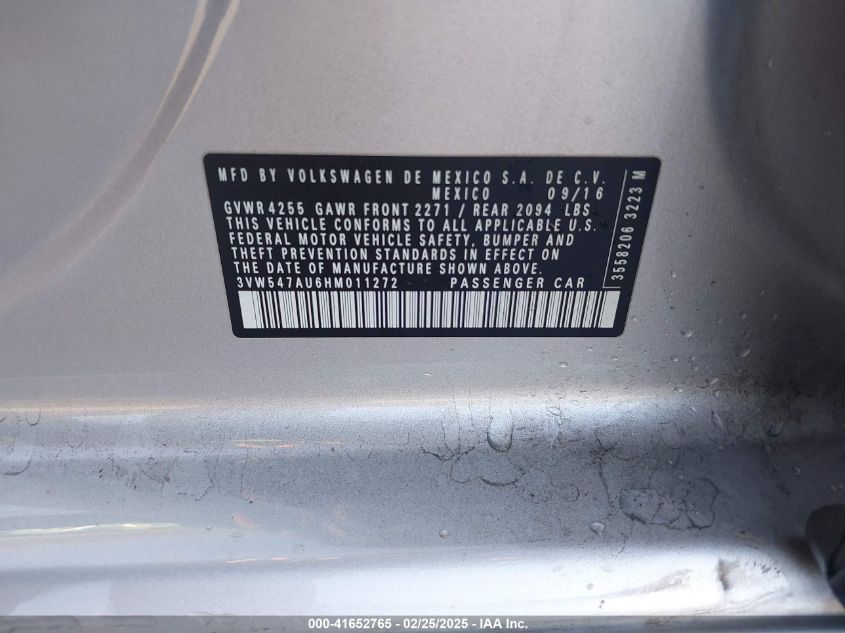 MFD BY VOLKSWAGEN DE MEXICO S.A. DE C.V.
MEXICO 09/16
GVWR 4255 GAWR FRONT 2271 / REAR 2094 LBS
THIS VEHICLE CONFORMS TO ALL APPLICABLE U.S.
FEDERAL MOTOR VEHICLE SAFETY, BUMPER AND
THEFT PREVENTION STANDARDS IN EFFECT ON
THE DATE OF MANUFACTURE SHOWN ABOVE.
3VW547AU6HM011272 PASSENGER CAR
3558206 3223 M
000-41652765 - 02/25/2025 - IAA Inc.